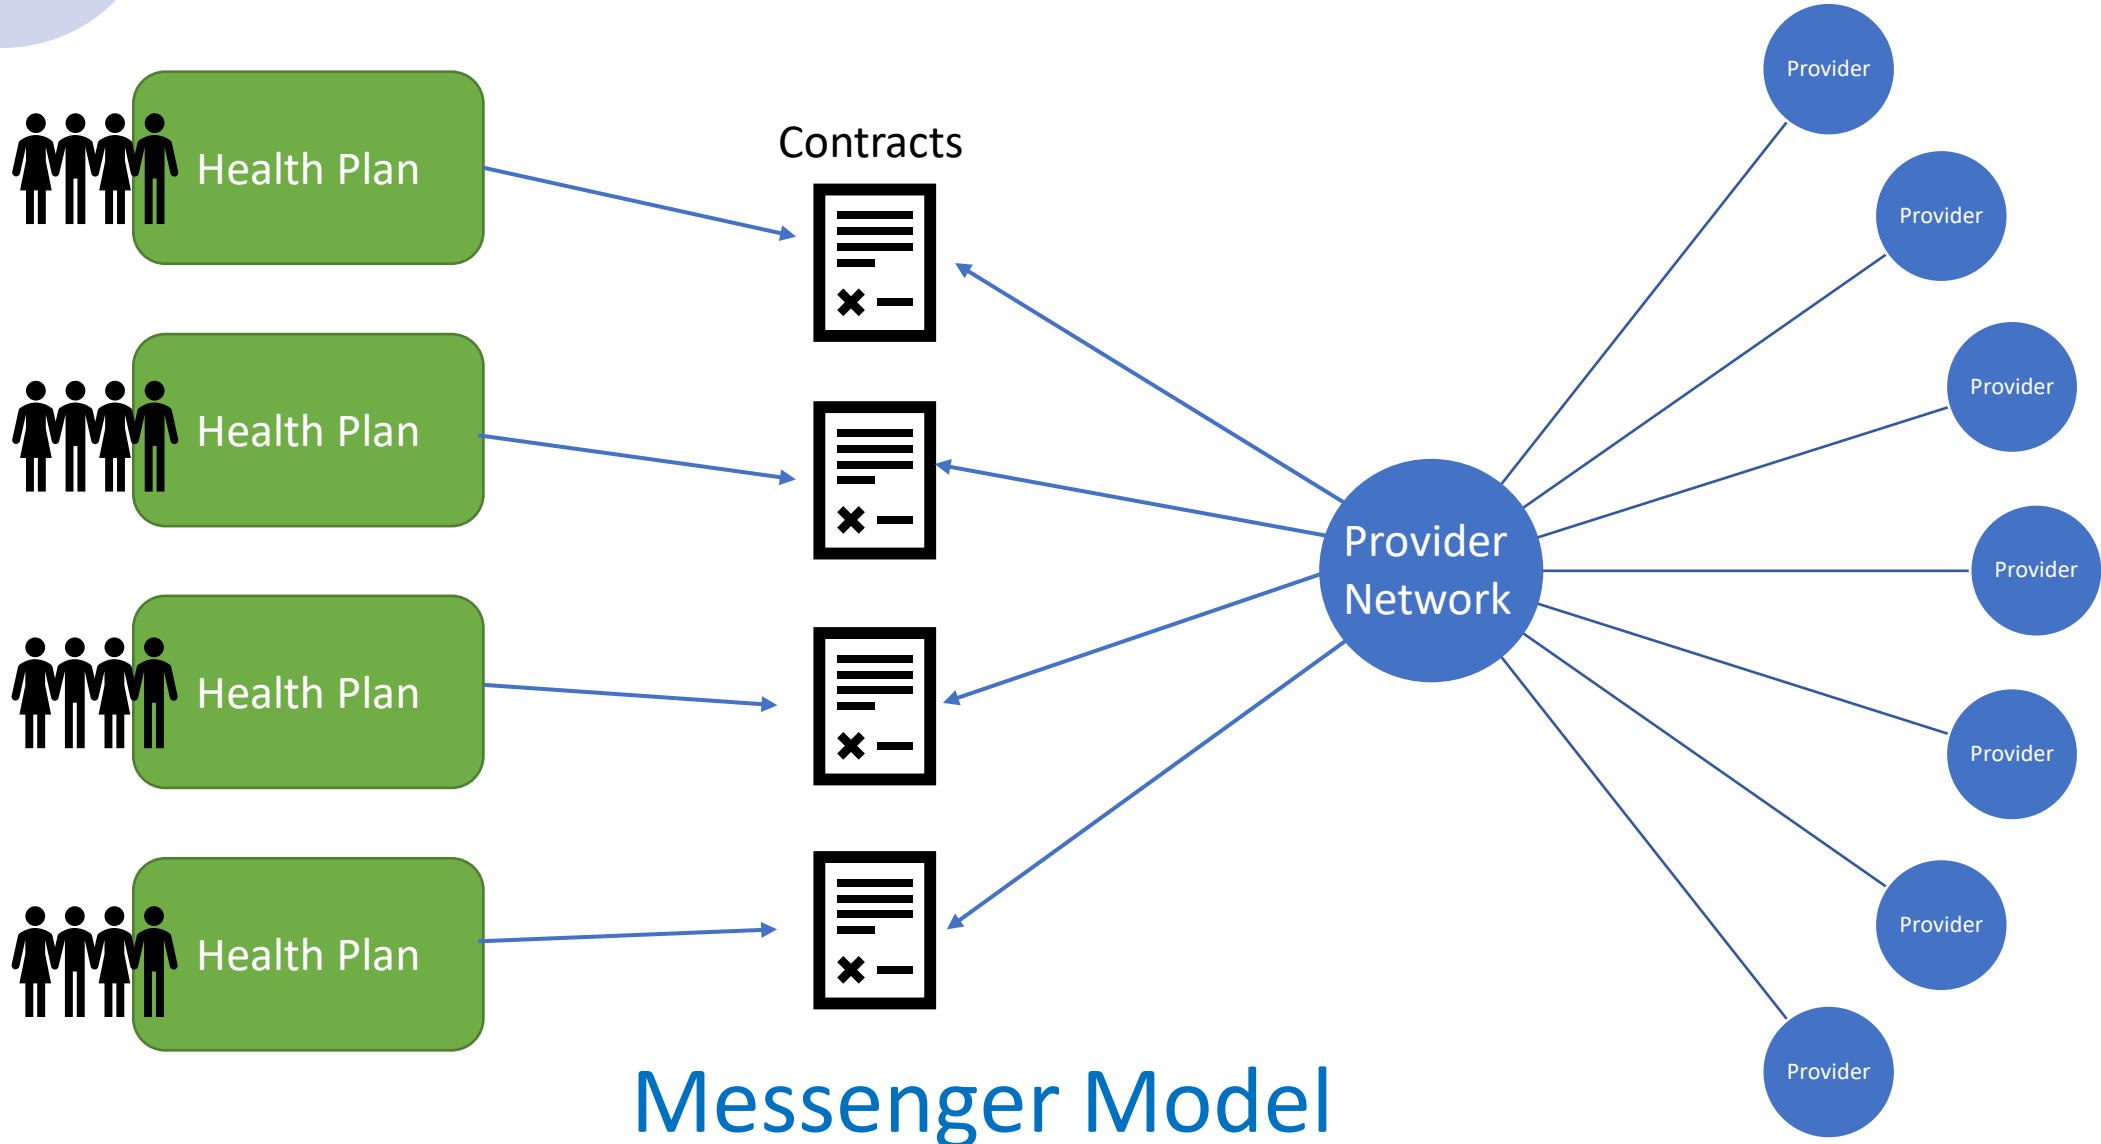 Health Plan
Health Plan
Health Plan
Health Plan
Contracts
Provider
Network
Provider
Provider
Provider
Provider
Provider
Provider
Provider
Messenger Model